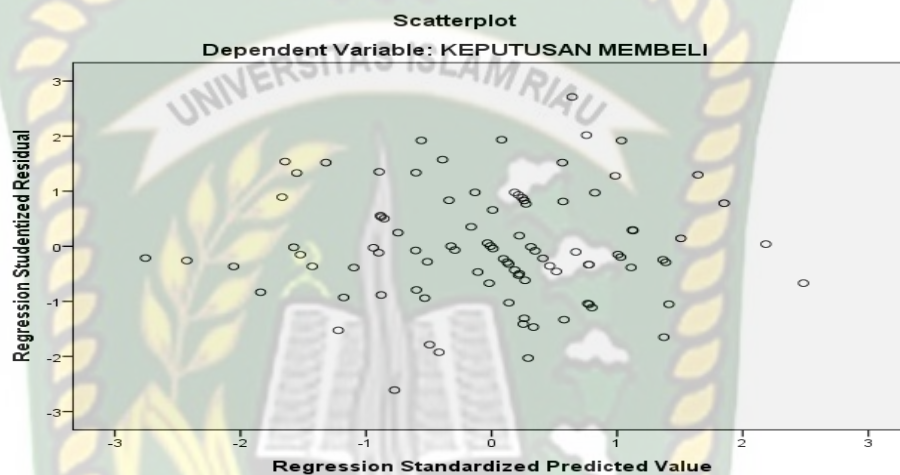 Scatterplot
Dependent Variable: KEPUTUSAN MEMBELI
UNIVERSITAS ISLAM RIAU
Regression Studentized Residual
3
2
1
0
-1
-2
-3
-3 -2 -1 0 1 2 3
Regression Standardized Predicted Value